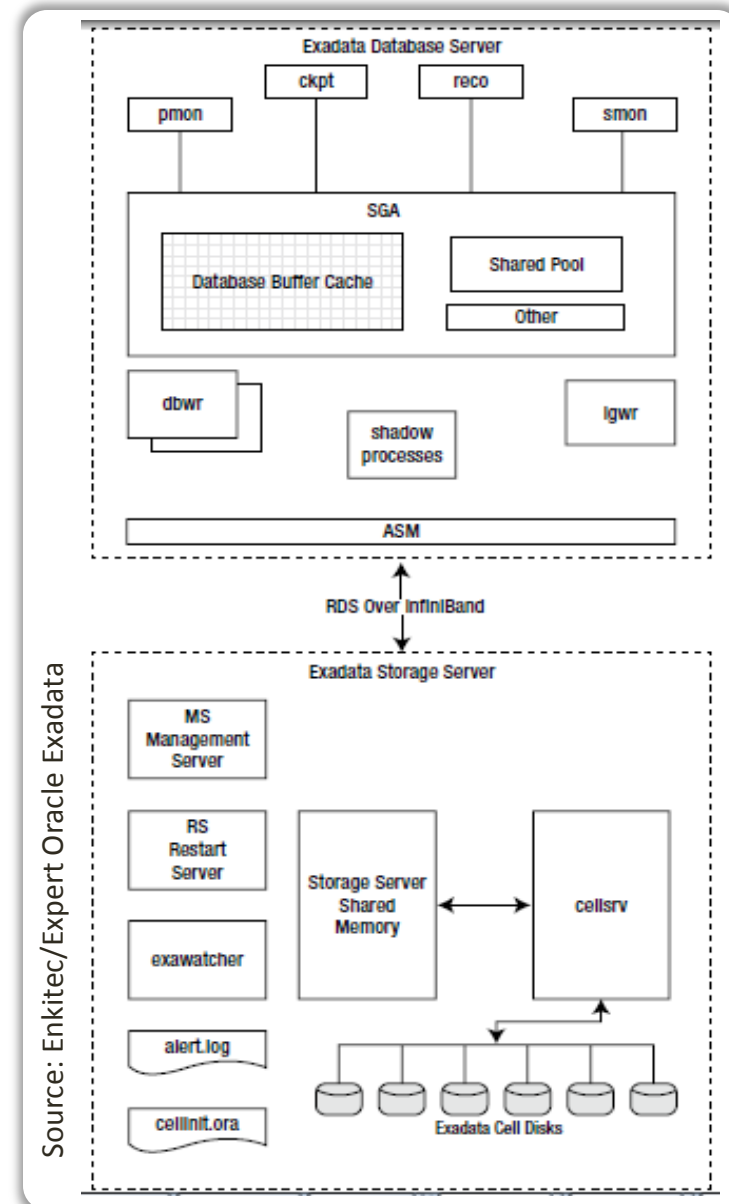 Exadata Database Server
ckpt
reco
pmon
smon
SGA
Database Buffer Cache
Shared Pool
Other
dbwr
lgwr
shadow
processes
ASM
RDS Over InfiniBand
Exadata Storage Server
MS
Management
Server
RS
Restart
Server
Storage Server
Shared
Memory
cellsrv
exawatcher
alert.log
cellinit.ora
Exadata Cell Disks
Source: Enkitec/Expert Oracle Exadata